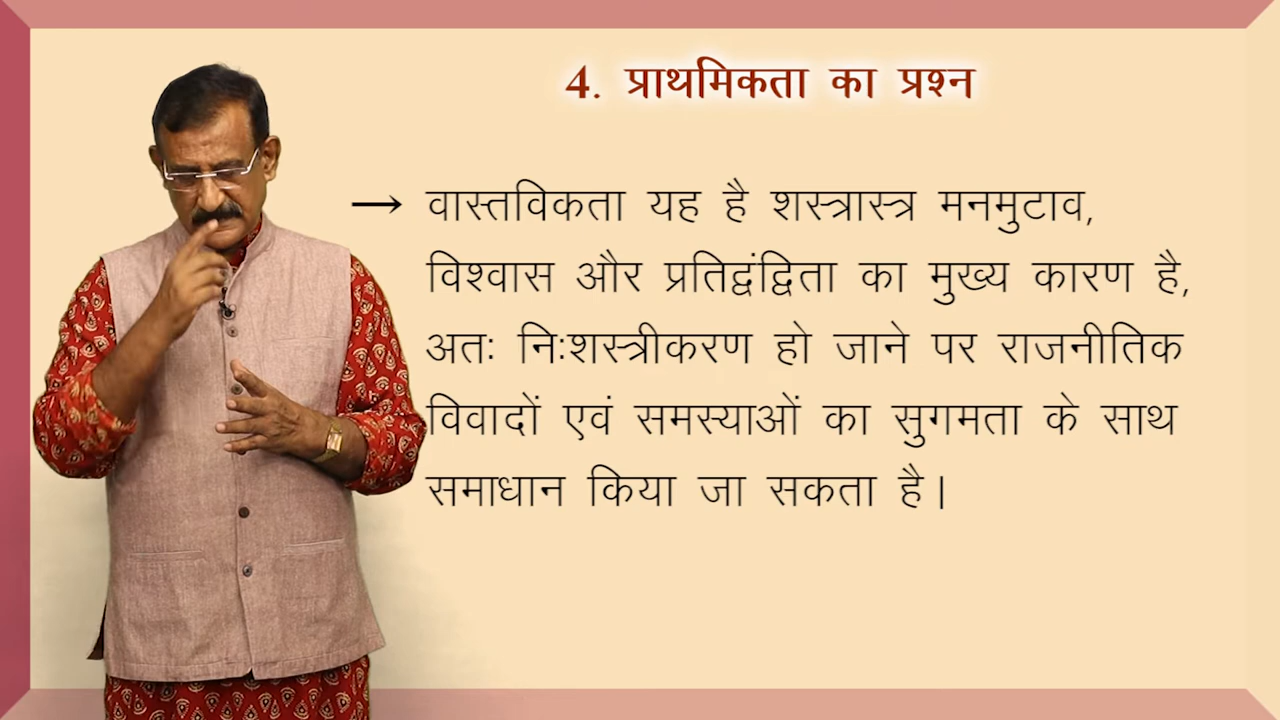 4. प्राथमिकता का प्रश्न
→ वास्तविकता यह है शस्त्रास्त्र मनमुटाव,
विश्वास और प्रतिद्वंद्विता का मुख्य कारण है,
अतः निःशस्त्रीकरण हो जाने पर राजनीतिक
विवादों एवं समस्याओं का सुगमता के साथ
समाधान किया जा सकता है।